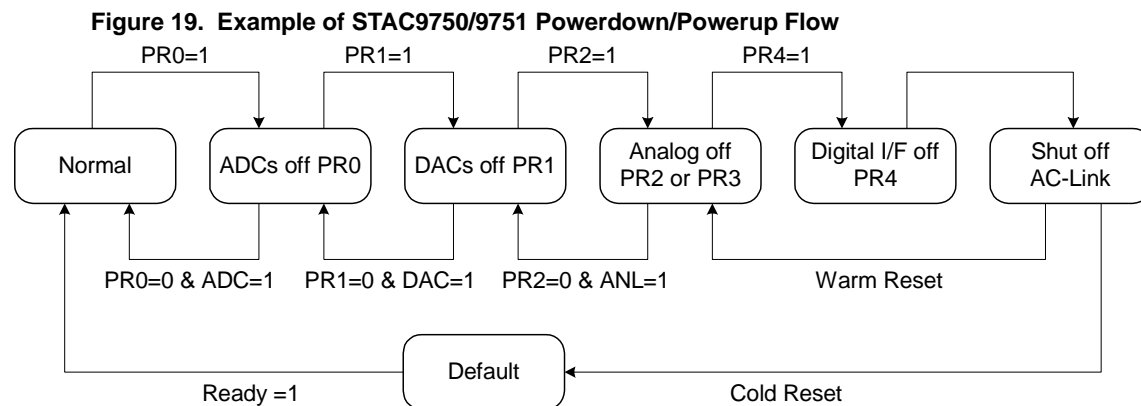 Figure 19.  Example of STAC9750/9751 Powerdown/Powerup Flow
PR0=1
PR1=1
PR2=1
PR4=1
Normal
ADCs off PR0
DACs off PR1
Analog off
PR2 or PR3
Digital I/F off
PR4
Shut off
AC-Link
PR0=0 & ADC=1
PR1=0 & DAC=1
PR2=0 & ANL=1
Warm Reset
Default
Ready =1
Cold Reset